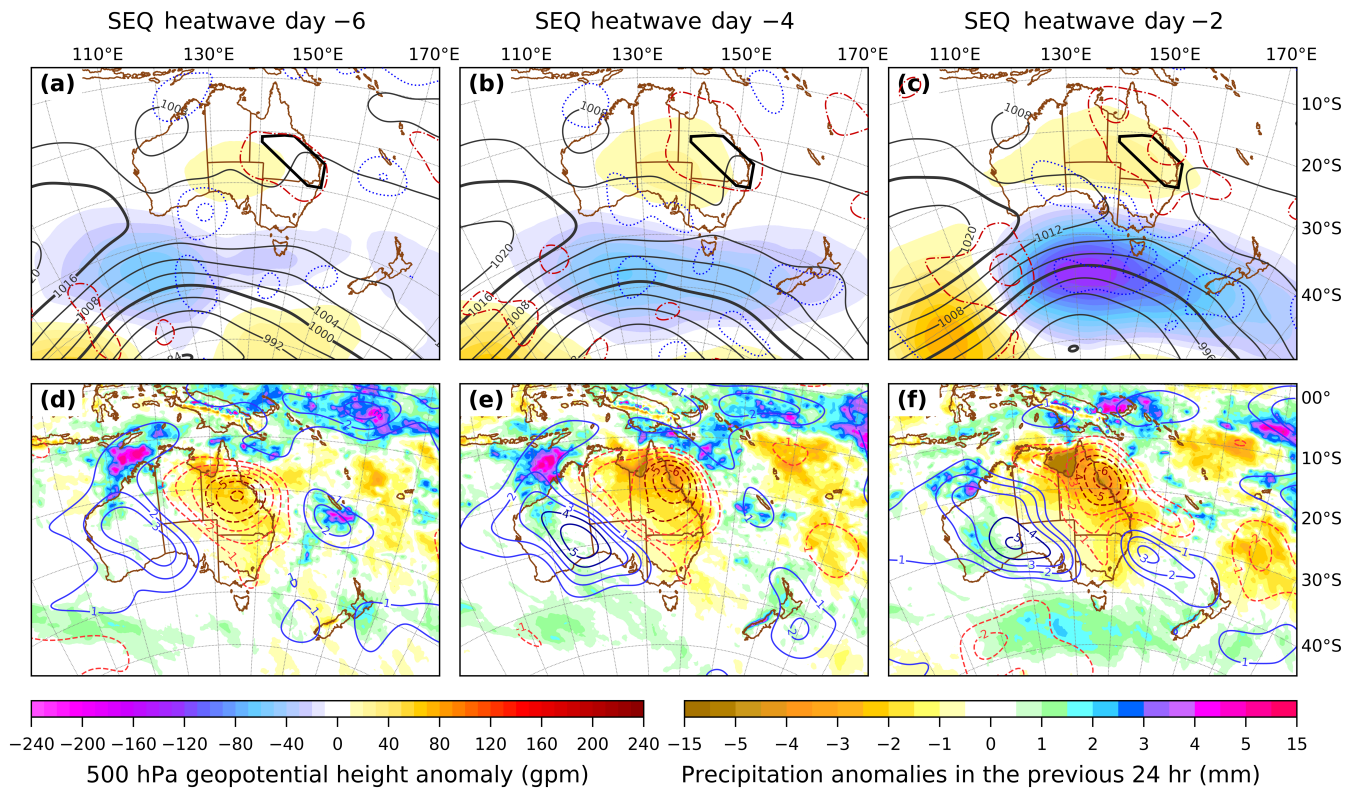 SEQ heatwave day −6
SEQ heatwave day −4
SEQ heatwave day −2
110° 130° 150° 170°E
110° 130° 150° 170°E
110° 130° 150° 170°E
(a) (b) (c)
1008 1008 1008
10°S
20°S
30°S
40°S
1016 1008 1004 1000 992
1020 1016 1008
1020 1012 1008 996
(d) (e) (f)
00°
10°S
20°S
30°S
40°S
−240 −200 −160 −120 −80 −40 0 40 80 120 160 200 240
500 hPa geopotential height anomaly (gpm)
−15 −5 −4 −3 −2 −1 0 1 2 3 4 5 15
Precipitation anomalies in the previous 24 hr (mm)